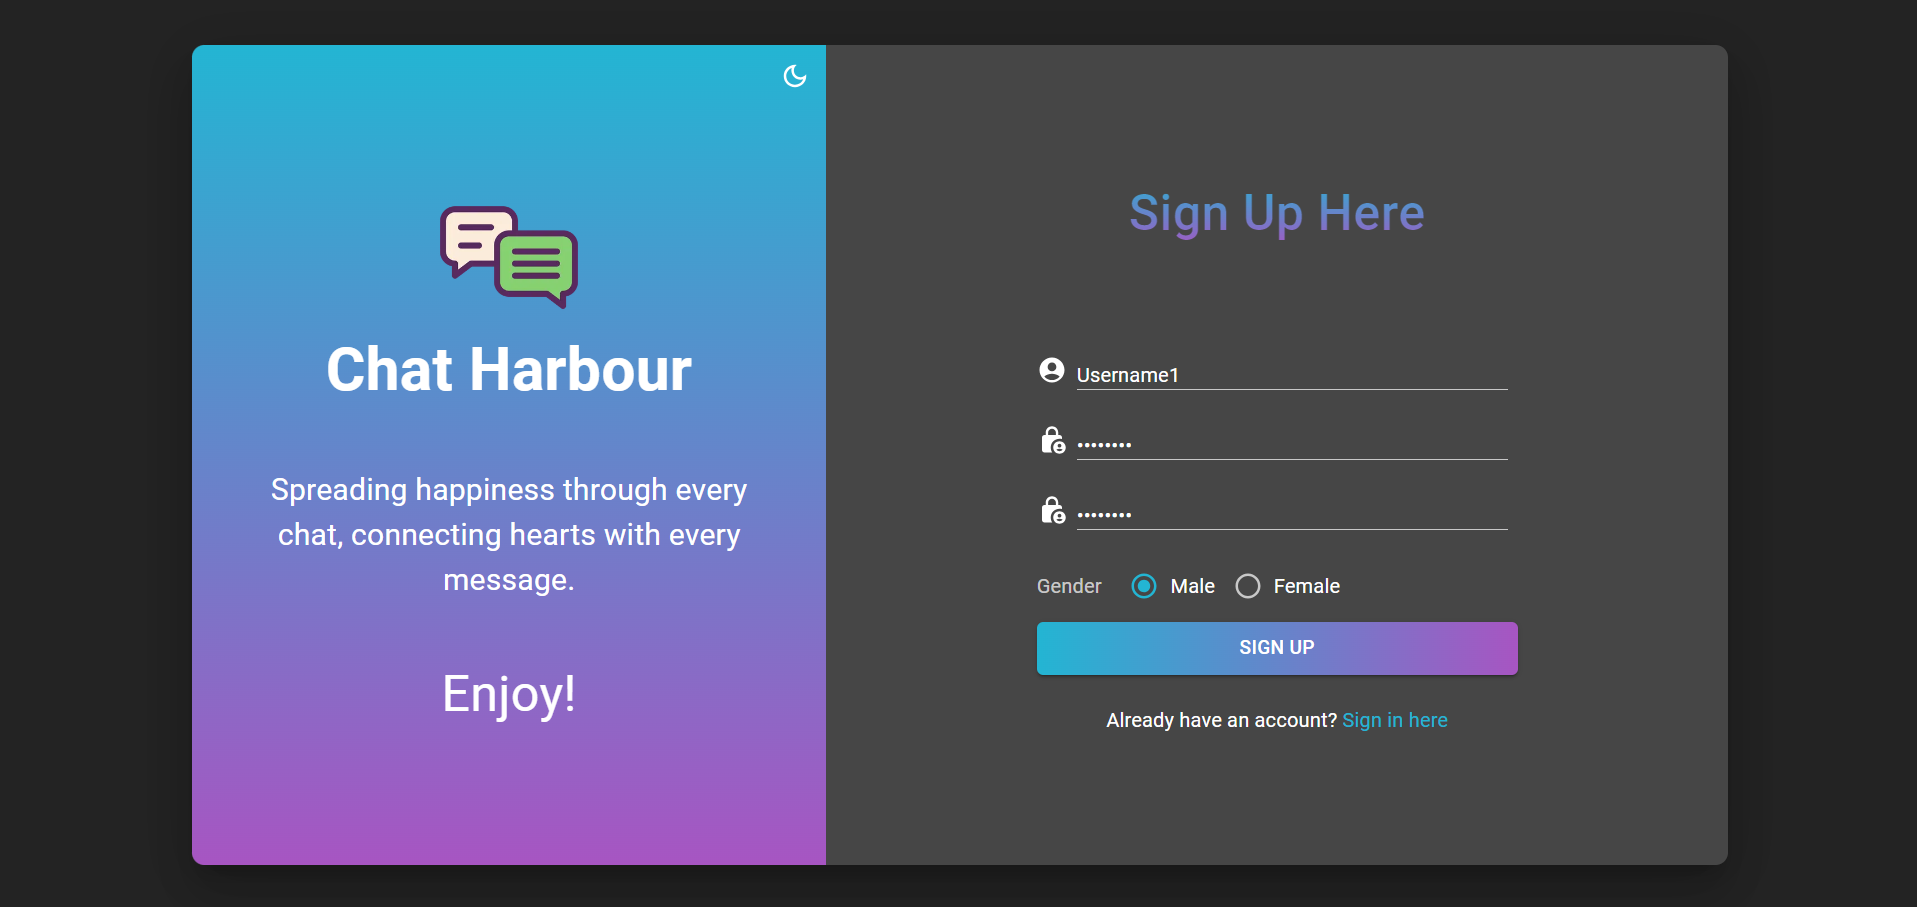 Chat Harbour
Spreading happiness through every
chat, connecting hearts with every
message.
Enjoy!
Sign Up Here
Username1
••••••••
••••••••
Gender Male Female
SIGN UP
Already have an account? Sign in here